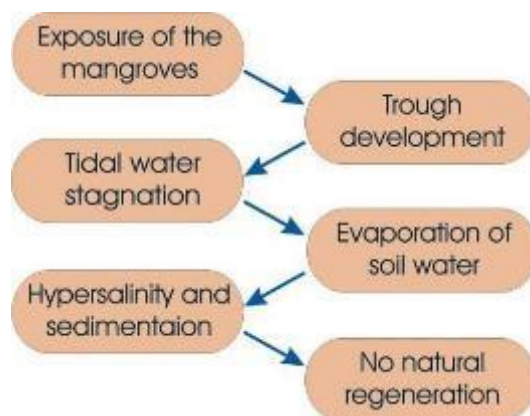 Exposure of the
mangroves
Trough
development
Tidal water
stagnation
Evaporation of
soil water
Hypersalinity and
sedimentaion
No natural
regeneration